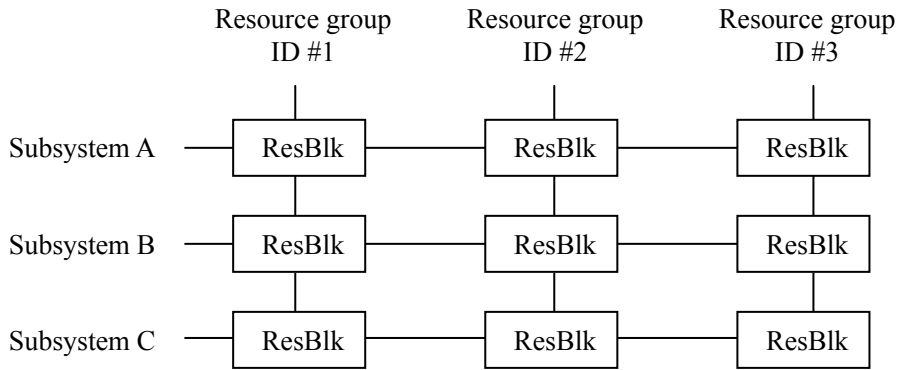 Resource group Resource group Resource group
ID #1 ID #2 ID #3
Subsystem A ResBlk ResBlk ResBlk
Subsystem B ResBlk ResBlk ResBlk
Subsystem C ResBlk ResBlk ResBlk